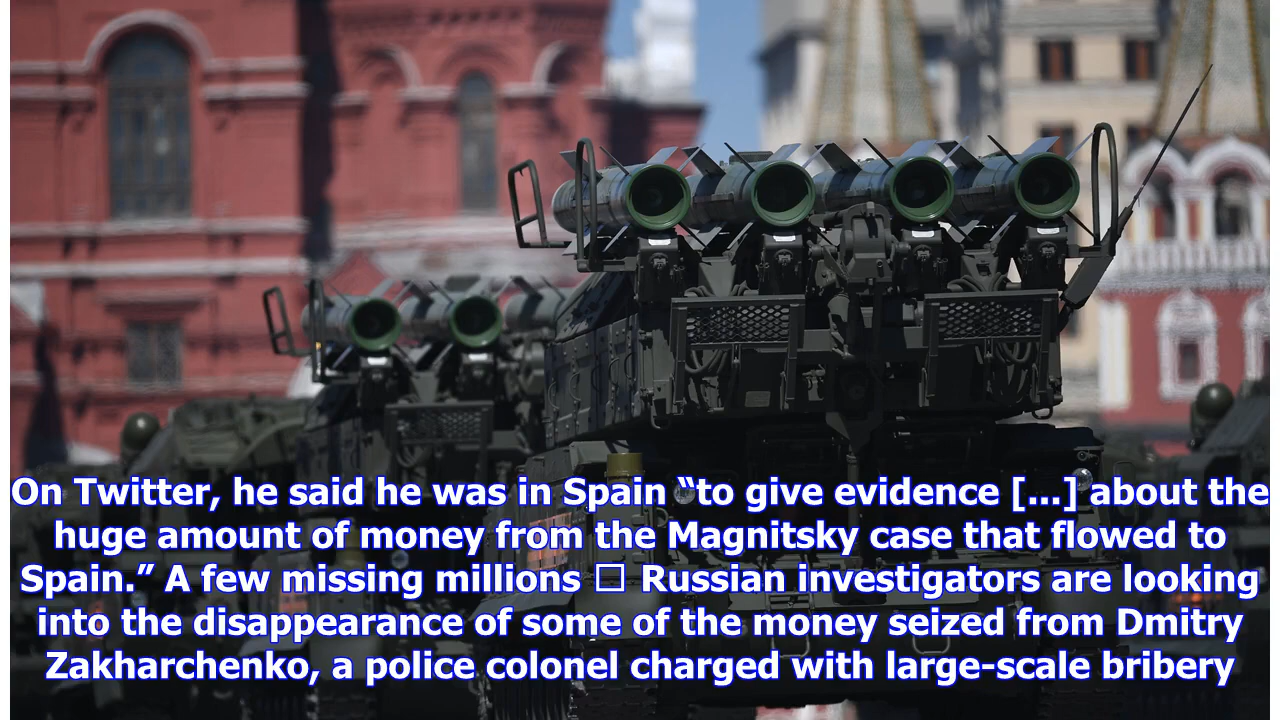 On Twitter, he said he was in Spain “to give evidence [...] about the
huge amount of money from the Magnitsky case that flowed to
Spain.” A few missing millions □ Russian investigators are looking
into the disappearance of some of the money seized from Dmitry
Zakharchenko, a police colonel charged with large-scale bribery